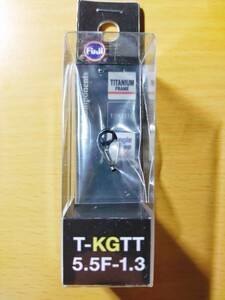 Fuji
TITANIUM
FRAME
T-KGTT
5.5F-1.3